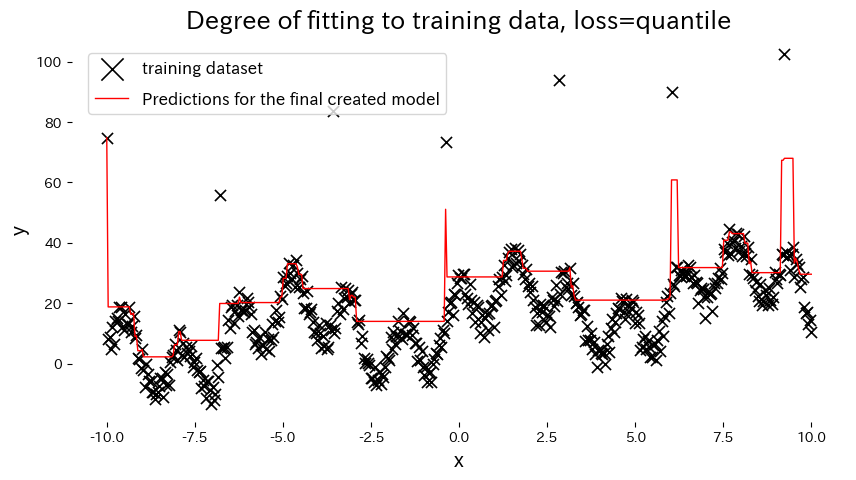 Degree of fitting to training data, loss=quantile
training dataset
Predictions for the final created model
y
100
80
60
40
20
0
-10.0 -7.5 -5.0 -2.5 0.0 2.5 5.0 7.5 10.0
x